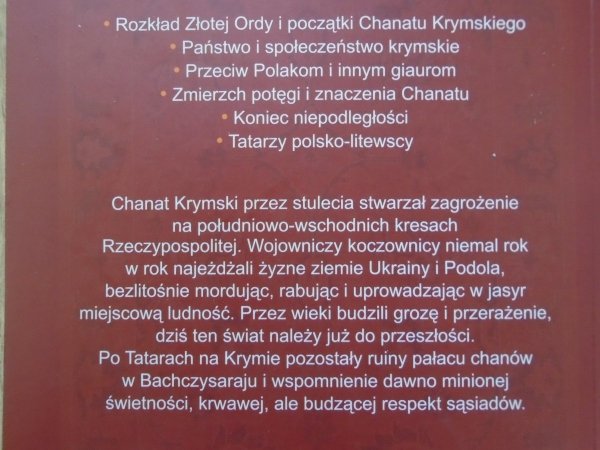 • Rozkład Złotej Ordy i początki Chanatu Krymskiego
• Państwo i społeczeństwo krymskie
• Przeciw Polakom i innym giaurom
• Zmierzch potęgi i znaczenia Chanatu
• Koniec niepodległości
• Tatarzy polsko-litewscy
Chanat Krymski przez stulecia stwarzał zagrożenie
na południowo-wschodnich kresach
Rzeczypospolitej. Wojowniczy koczownicy niemal rok
w rok najeżdżali żyzne ziemie Ukrainy i Podola,
bezlitośnie mordując, rabując i uprowadzając w jasyr
miejscową ludność. Przez wieki budzili grozę i przerażenie,
dziś ten świat należy już do przeszłości.
Po Tatarach na Krymie pozostały ruiny pałacu chanów
w Bachczysaraju i wspomnienie dawno minionej
świetności, krwawej, ale budzącej respekt sąsiadów.